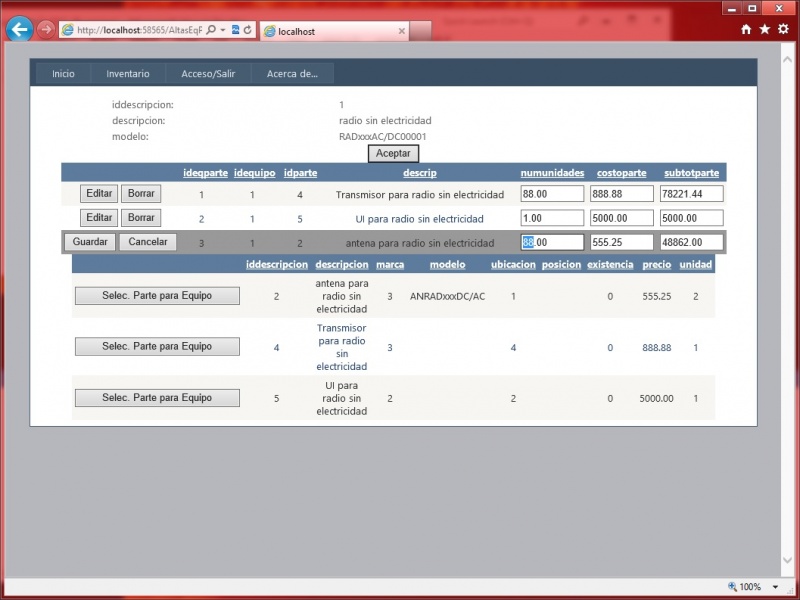 http://localhost:58565/AltasEqF
localhost
Inicio Inventario Acceso/Salir Acerca de...
iddescripcion: 1
descripcion: radio sin electricidad
modelo: RADxxxAC/DC00001
Aceptar
ideqparte idequipo idparte descrip numunidades costoparte subtotparte
Editar Borrar 1 1 4 Transmisor para radio sin electricidad 88.00 888.88 78221.44
Editar Borrar 2 1 5 UI para radio sin electricidad 1.00 5000.00 5000.00
Guardar Cancelar 3 1 2 antena para radio sin electricidad 88.00 555.25 48862.00
iddescripcion descripcion marca modelo ubicacion posicion existencia precio unidad
antena para
Selec. Parte para Equipo 2 radio sin 3 ANRADxxxDC/AC 1 0 555.25 2
electricidad
Transmisor
para radio
Selec. Parte para Equipo 4 sin 3 4 0 888.88 1
electricidad
UI para
Selec. Parte para Equipo 5 radio sin 2 2 0 5000.00 1
electricidad
100%